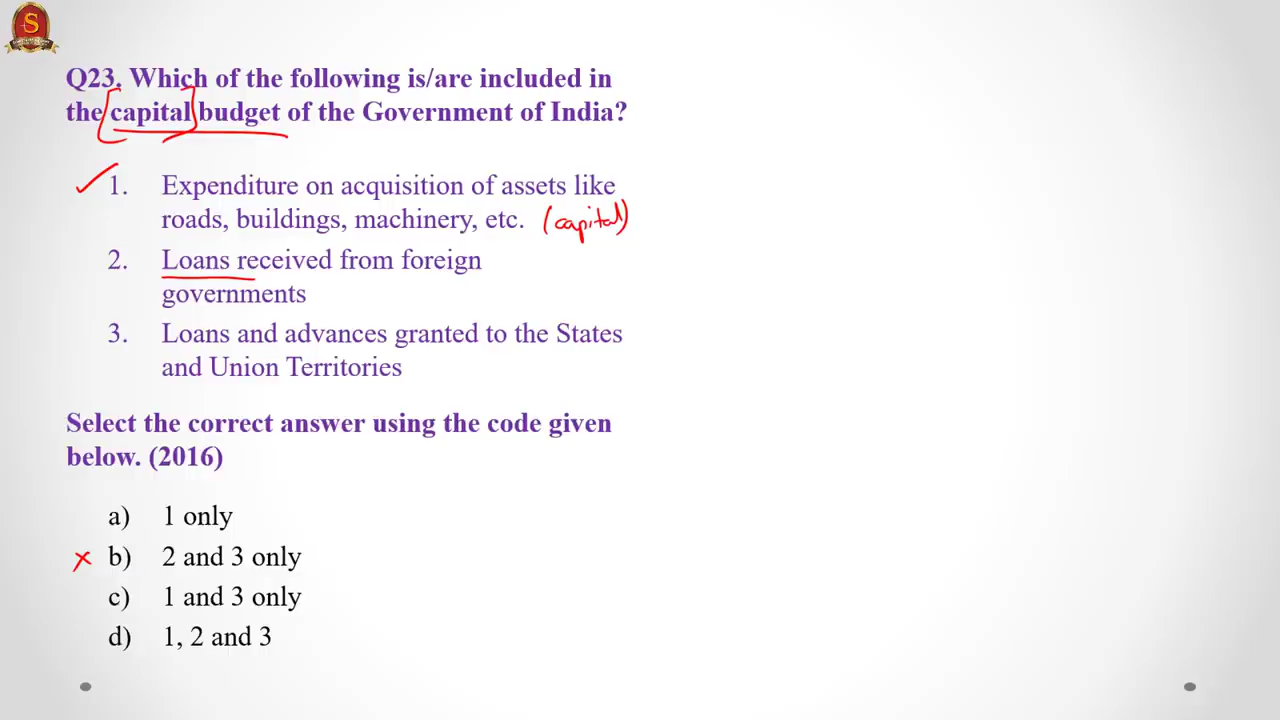 S
Q23. Which of the following is/are included in
the capital budget of the Government of India?
1. Expenditure on acquisition of assets like
roads, buildings, machinery, etc. (capital)
2. Loans received from foreign
governments
3. Loans and advances granted to the States
and Union Territories
Select the correct answer using the code given
below. (2016)
a) 1 only
b) 2 and 3 only
c) 1 and 3 only
d) 1, 2 and 3